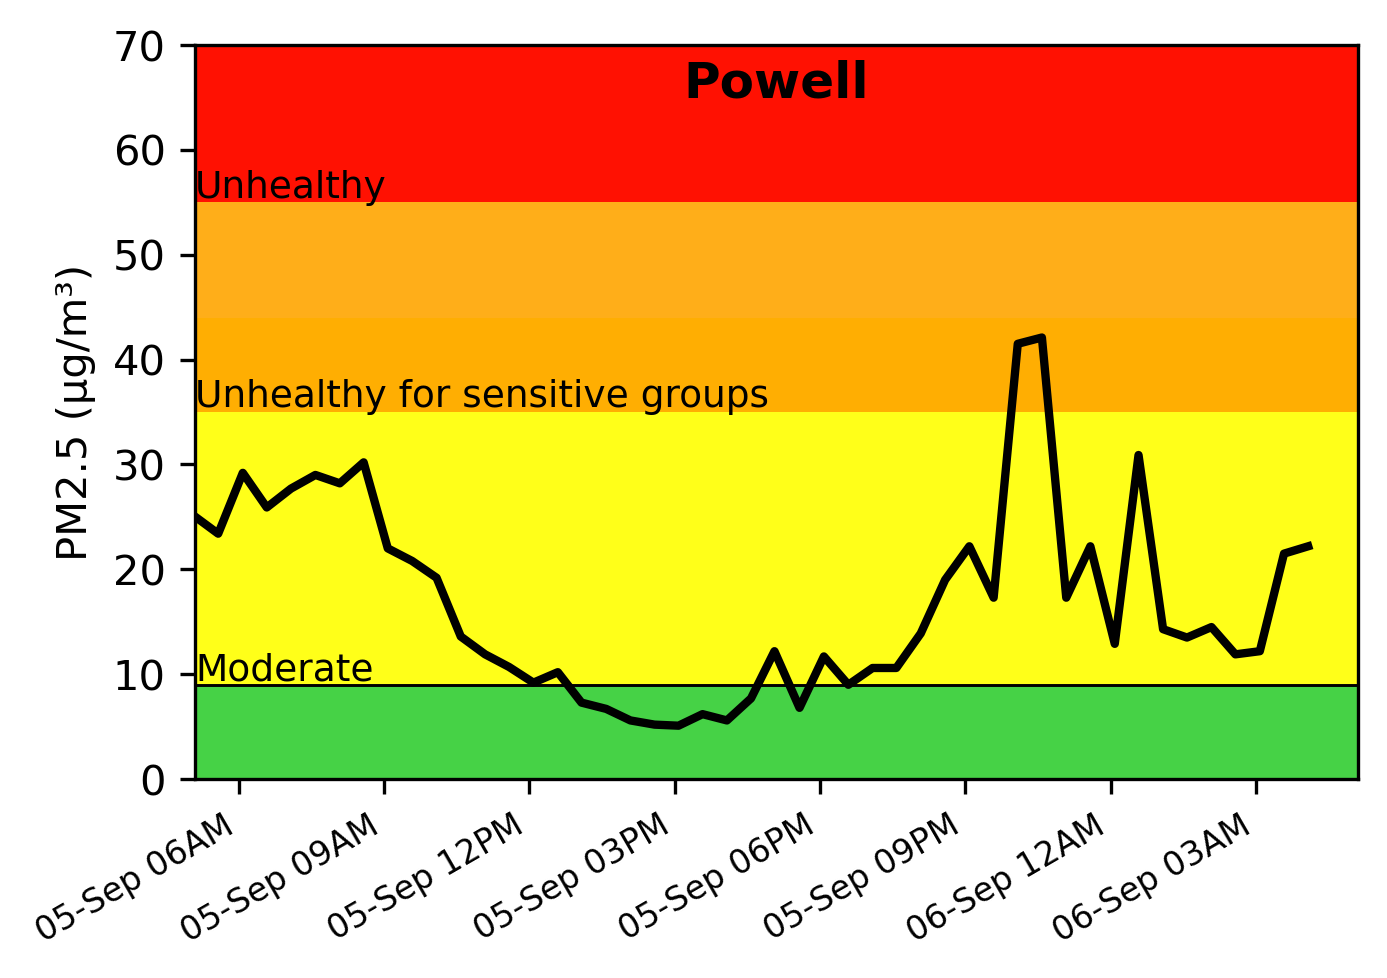 Powell
70
60
50
40
30
20
10
0
PM2.5 (µg/m³)
Unhealthy
Unhealthy for sensitive groups
Moderate
05-Sep 06AM
05-Sep 09AM
05-Sep 12PM
05-Sep 03PM
05-Sep 06PM
05-Sep 09PM
06-Sep 12AM
06-Sep 03AM